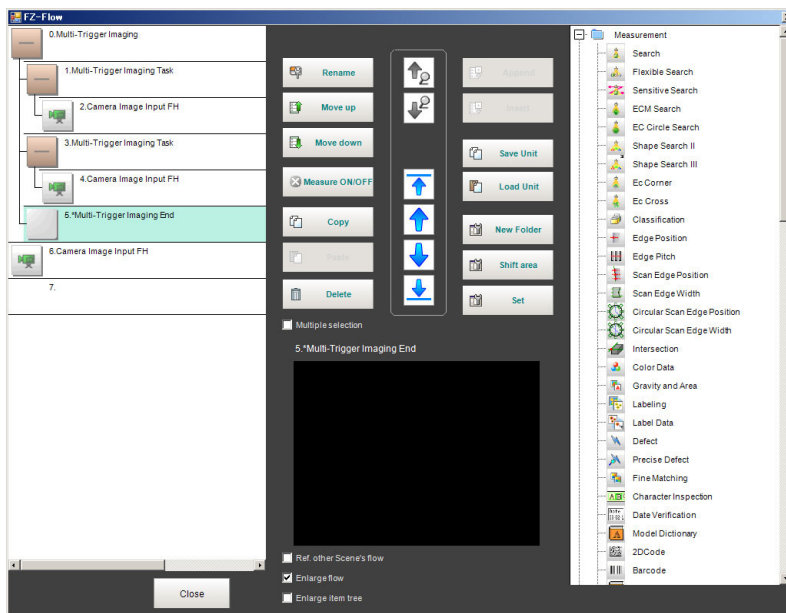 FZ-Flow
0.Multi-Trigger Imaging
1.Multi-Trigger Imaging Task
2.Camera Image Input FH
3.Multi-Trigger Imaging Task
4.Camera Image Input FH
5.*Multi-Trigger Imaging End
6.Camera Image Input FH
7.
Close
Rename
Move up
Move down
Measure ON/OFF
Copy
Paste
Delete
Append
Insert
Save Unit
Load Unit
New Folder
Shift area
Set
Multiple selection
5.*Multi-Trigger Imaging End
Ref. other Scene's flow
Enlarge flow
Enlarge item tree
Measurement
Search
Flexible Search
Sensitive Search
ECM Search
EC Circle Search
Shape Search II
Shape Search III
Ec Corner
Ec Cross
Classification
Edge Position
Edge Pitch
Scan Edge Position
Scan Edge Width
Circular Scan Edge Position
Circular Scan Edge Width
Intersection
Color Data
Gravity and Area
Labeling
Label Data
Defect
Precise Defect
Fine Matching
Character Inspection
Date Verification
Model Dictionary
2DCode
Barcode